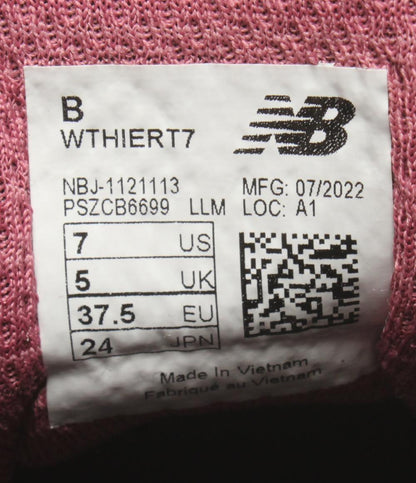 B
WTHIERT7
NB
NBJ-1121113 MFG: 07/2022
PSZCB6699 LLM LOC: A1
7 US
5 UK
37.5 EU
24 JPN
Made In Vietnam
Fabriqué au Vietnam